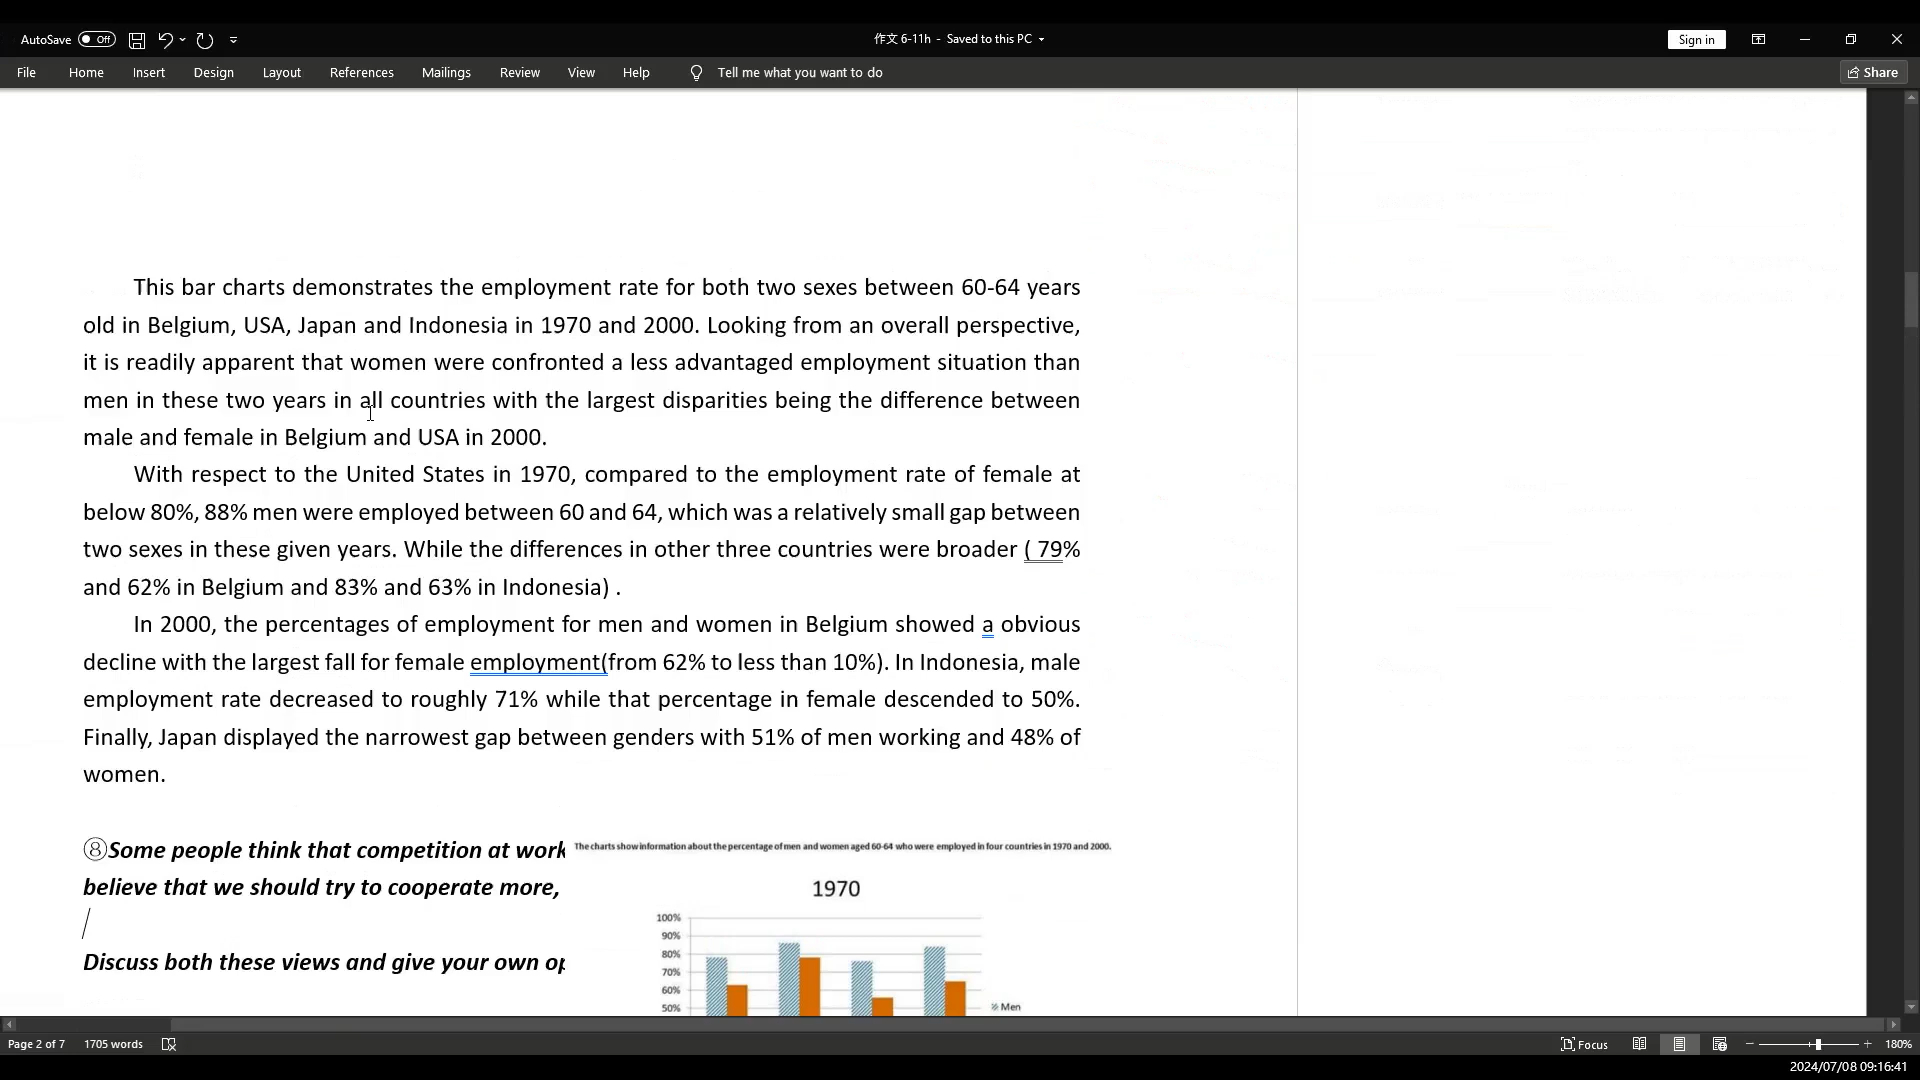 AutoSave Off 作文 6-11h - Saved to this PC Sign in
File Home Insert Design Layout References Mailings Review View Help Tell me what you want to do Share
This bar charts demonstrates the employment rate for both two sexes between 60-64 years
old in Belgium, USA, Japan and Indonesia in 1970 and 2000. Looking from an overall perspective,
it is readily apparent that women were confronted a less advantaged employment situation than
men in these two years in all countries with the largest disparities being the difference between
male and female in Belgium and USA in 2000.
With respect to the United States in 1970, compared to the employment rate of female at
below 80%, 88% men were employed between 60 and 64, which was a relatively small gap between
two sexes in these given years. While the differences in other three countries were broader ( 79%
and 62% in Belgium and 83% and 63% in Indonesia) .
In 2000, the percentages of employment for men and women in Belgium showed a obvious
decline with the largest fall for female employment(from 62% to less than 10%). In Indonesia, male
employment rate decreased to roughly 71% while that percentage in female descended to 50%.
Finally, Japan displayed the narrowest gap between genders with 51% of men working and 48% of
women.
⑧Some people think that competition at work
believe that we should try to cooperate more,
/
Discuss both these views and give your own op
The charts show information about the percentage of men and women aged 60-64 who were employed in four countries in 1970 and 2000.
1970
100%
90%
80%
70%
60%
50%
Men
Page 2 of 7 1705 words Focus 180%
2024/07/08 09:16:41